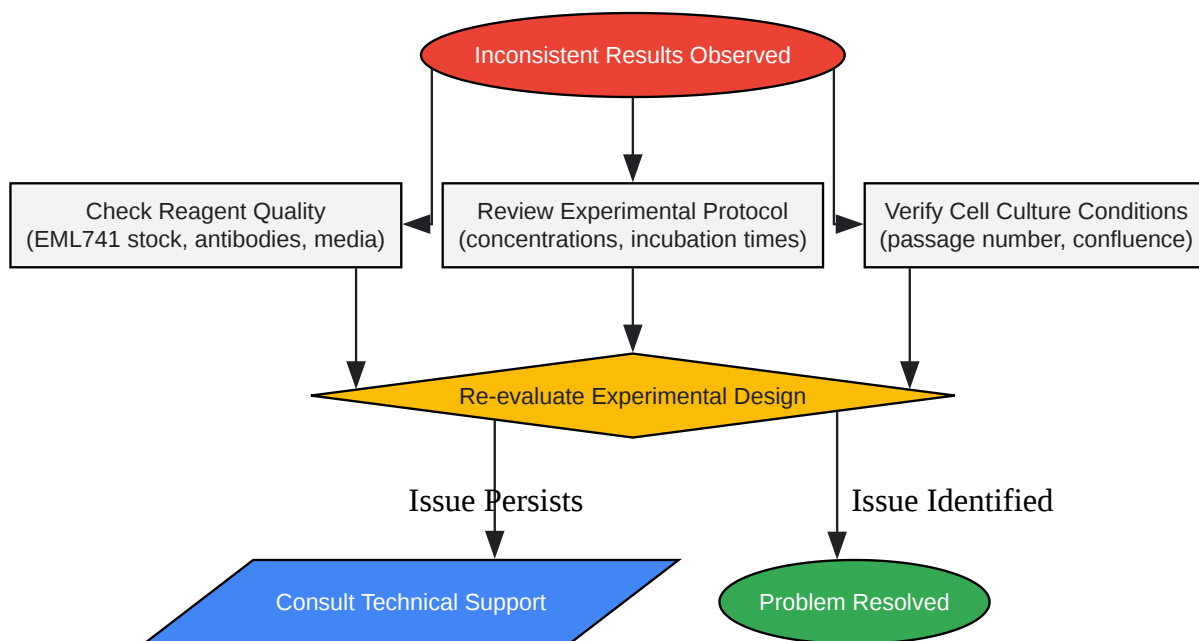 Inconsistent Results Observed
Check Reagent Quality
(EML741 stock, antibodies, media)
Review Experimental Protocol
(concentrations, incubation times)
Verify Cell Culture Conditions
(passage number, confluence)
Re-evaluate Experimental Design
Issue Persists
Issue Identified
Consult Technical Support
Problem Resolved